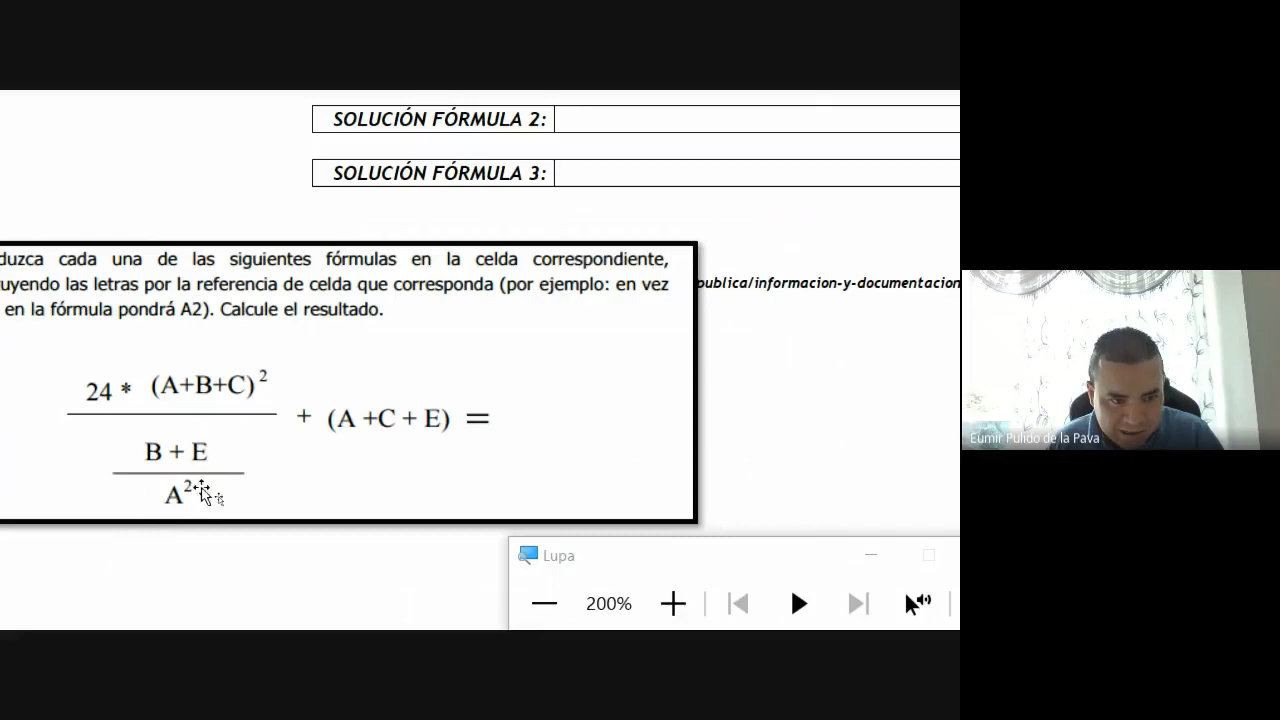 SOLUCIÓN FÓRMULA 2:
SOLUCIÓN FÓRMULA 3:
duzca cada una de las siguientes fórmulas en la celda correspondiente,
uyendo las letras por la referencia de celda que corresponda (por ejemplo: en vez
en la fórmula pondrá A2). Calcule el resultado.
publica/informacion-y-documentacion
24 * (A+B+C)²
+ (A +C + E) =
B + E
A²
Eumir Pulido de la Pava
Lupa
200%